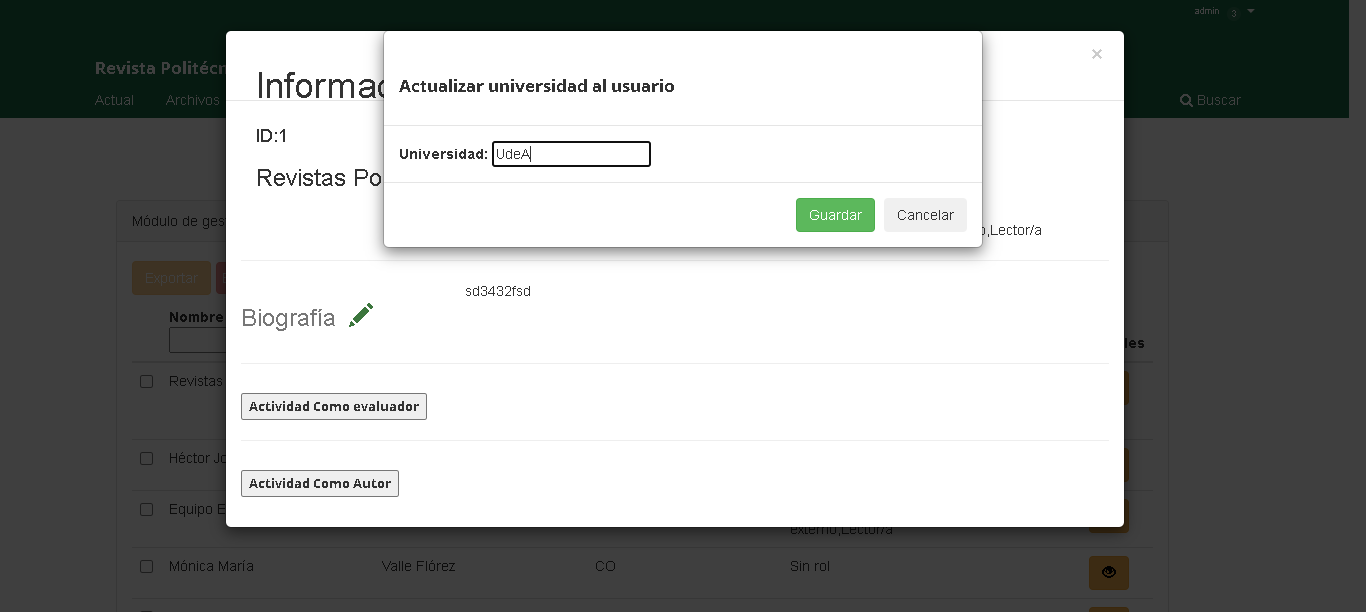 admin 3
Revista Politécn
Actual Archivos Buscar
Informac
×
Actualizar universidad al usuario
ID:1
Universidad: UdeA
Revistas Po
Guardar Cancelar
Módulo de ges
,Lector/a
Exportar
sd3432fsd
Biografía
Nombre
les
Revistas
Actividad Como evaluador
Héctor Jo
Actividad Como Autor
Equipo E
externo,Lector/a
Mónica María Valle Flórez CO Sin rol